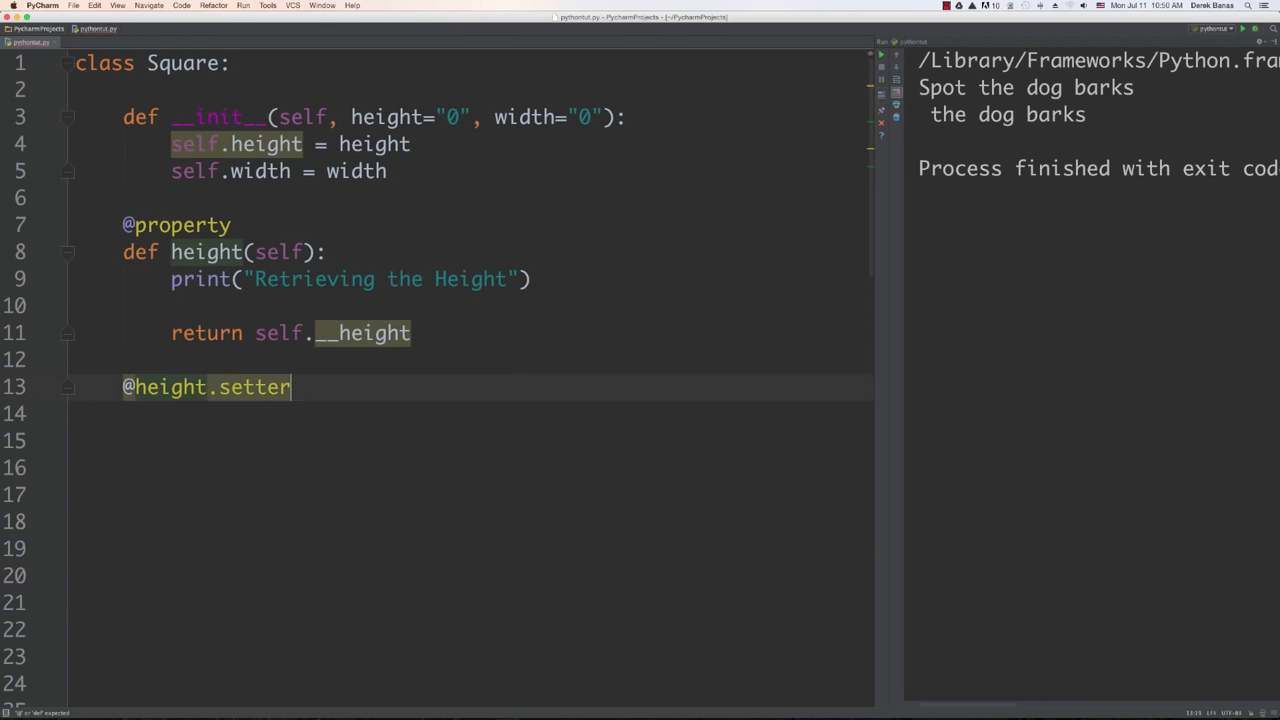 PyCharm File Edit View Navigate Code Refactor Run Tools VCS Window Help 10 Mon Jul 11 10:50 AM Derek Banas
pythontut.py - PycharmProjects - [~/PycharmProjects]
PycharmProjects pythontut.py pythontut
pythontut.py Run pythontut
1 class Square:
2
3 def __init__(self, height="0", width="0"):
4 self.height = height
5 self.width = width
6
7 @property
8 def height(self):
9 print("Retrieving the Height")
10
11 return self.__height
12
13 @height.setter
14
15
16
17
18
19
20
21
22
23
24
/Library/Frameworks/Python.fra
Spot the dog barks
the dog barks
Process finished with exit cod
'@' or 'def' expected 13:19 LF UTF-8